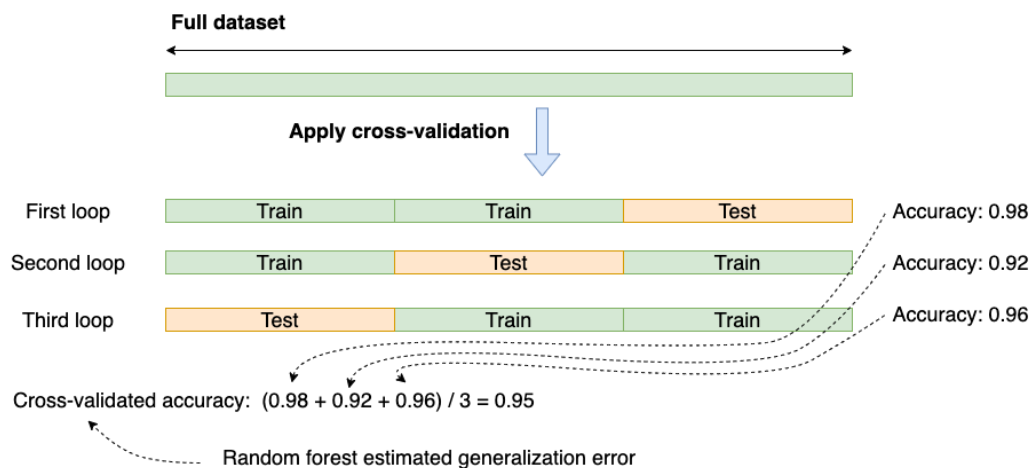 Full dataset
Apply cross-validation
First loop Train Train Test Accuracy: 0.98
Second loop Train Test Train Accuracy: 0.92
Third loop Test Train Train Accuracy: 0.96
Cross-validated accuracy: (0.98 + 0.92 + 0.96) / 3 = 0.95
Random forest estimated generalization error